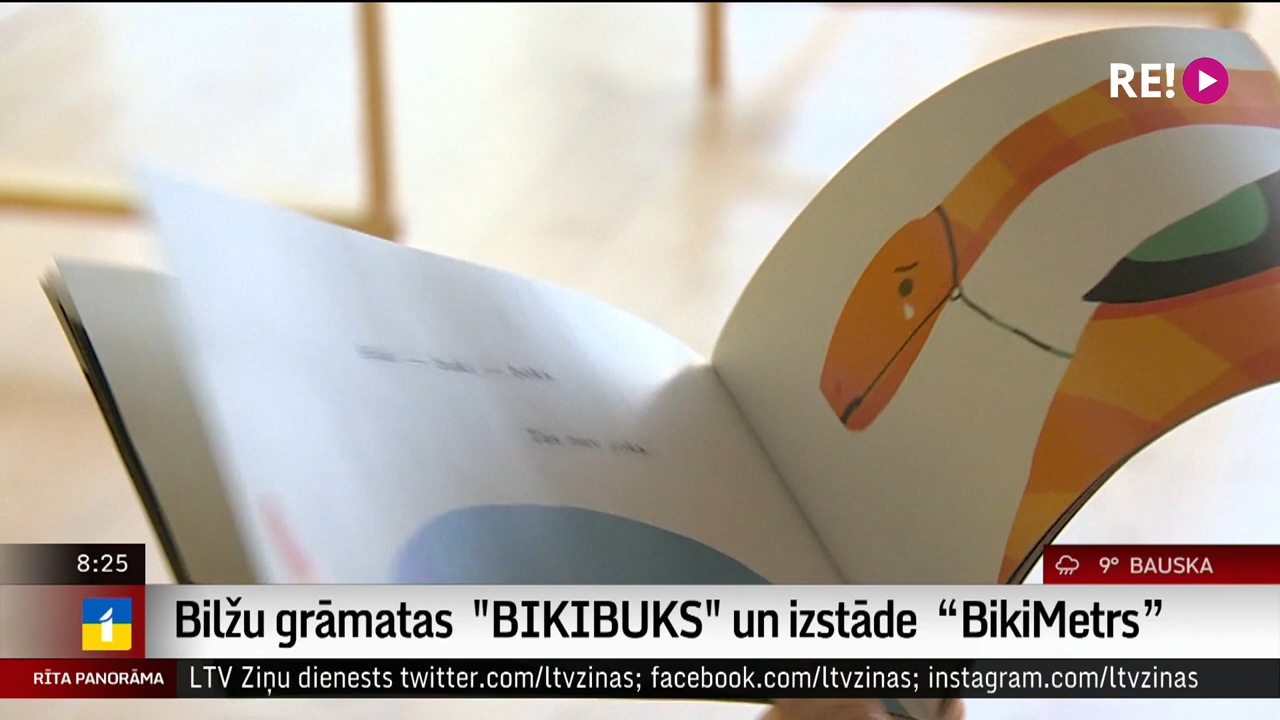 RE!
8:25
9° BAUSKA
1
Bilžu grāmatas "BIKIBUKS" un izstāde “BikiMetrs”
RĪTA PANORĀMA
LTV Ziņu dienests twitter.com/ltvzinas; facebook.com/ltvzinas; instagram.com/ltvzinas